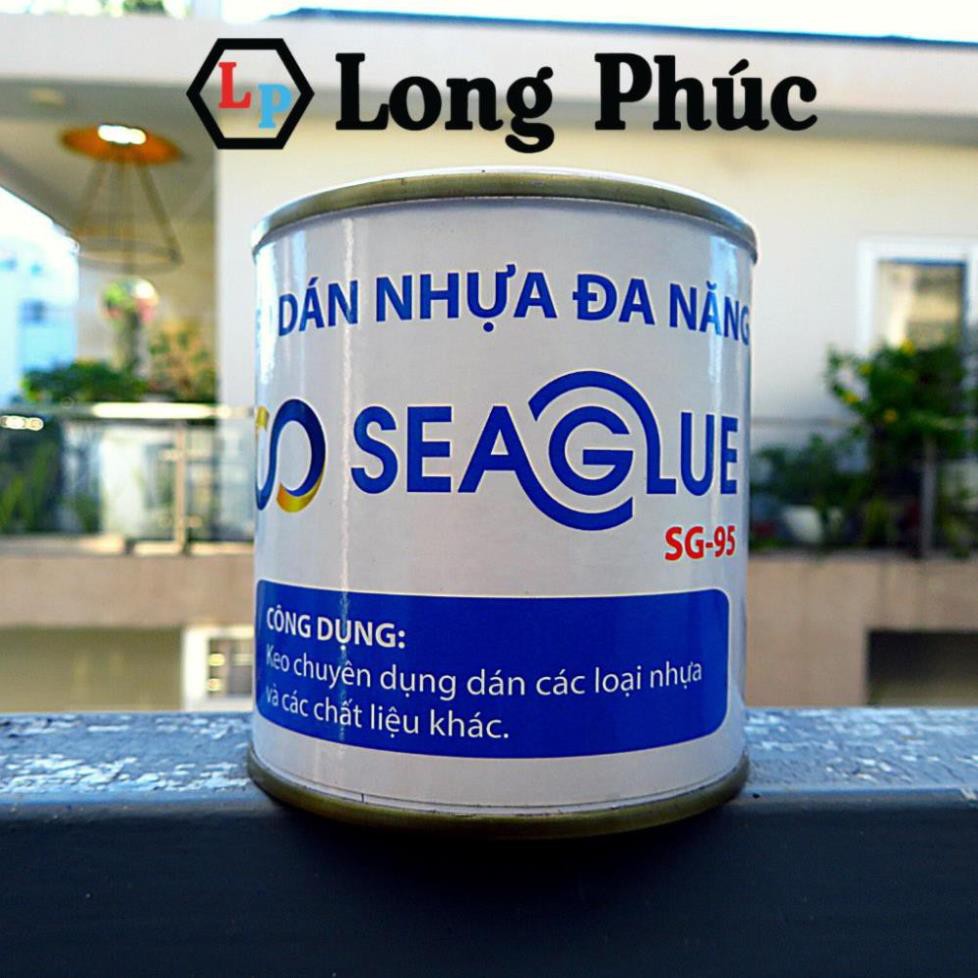 LP Long Phúc
DÁN NHỰA ĐA NĂNG
SEAGLUE
SG-95
CÔNG DỤNG:
Keo chuyên dụng dán các loại nhựa
và các chất liệu khác.